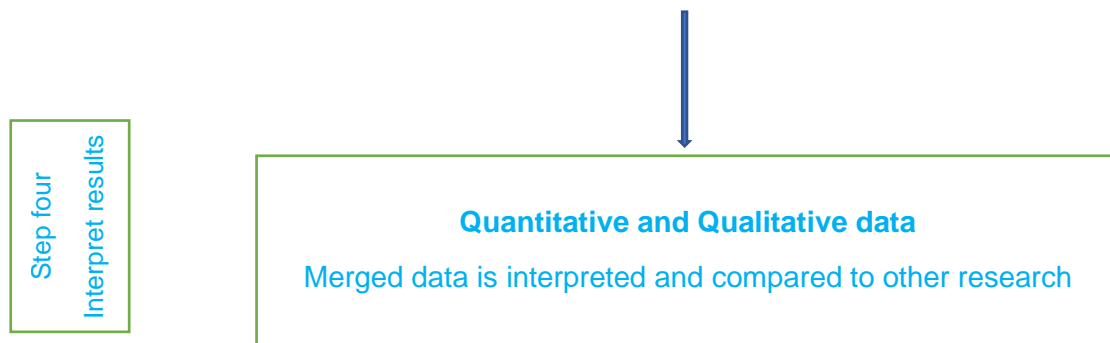 Step four
Interpret results
Quantitative and Qualitative data
Merged data is interpreted and compared to other research